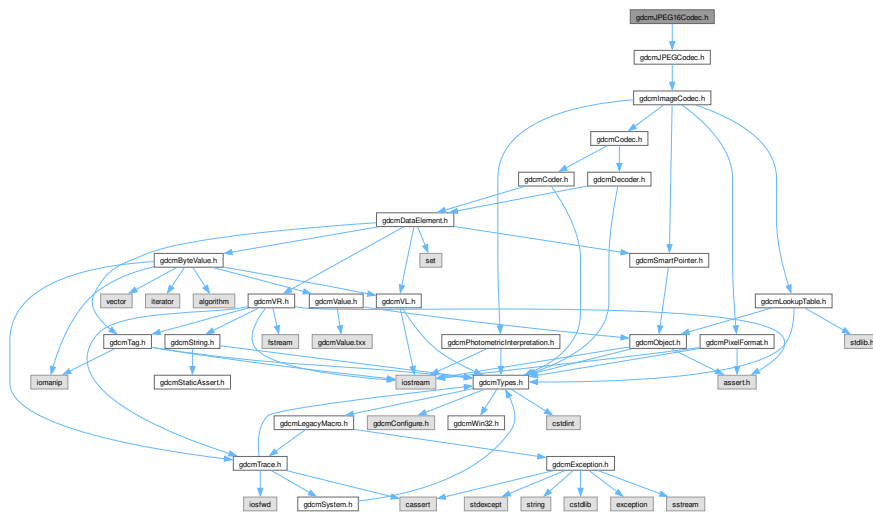 gdcmJPEG16Codec.h
gdcmJPEGCodec.h
gdcmImageCodec.h
gdcmCodec.h
gdcmCoder.h
gdcmDecoder.h
gdcmDataElement.h
gdcmByteValue.h
set
gdcmSmartPointer.h
vector
iterator
algorithm
gdcmVR.h
gdcmValue.h
gdcmVL.h
gdcmLookupTable.h
gdcmTag.h
gdcmString.h
fstream
gdcmValue.txx
gdcmPhotometricInterpretation.h
gdcmObject.h
gdcmPixelFormat.h
stdlib.h
iomanip
gdcmStaticAssert.h
iostream
gdcmTypes.h
assert.h
gdcmLegacyMacro.h
gdcmConfigure.h
gdcmWin32.h
cstdint
gdcmTrace.h
gdcmException.h
iosfwd
gdcmSystem.h
cassert
stdexcept
string
cstdlib
exception
sstream